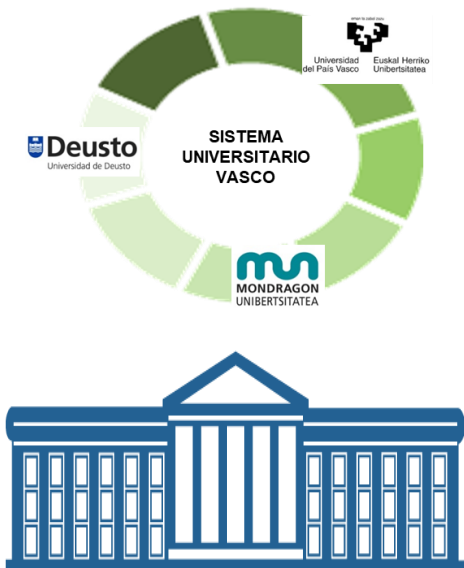 Universidad del País Vasco
Euskal Herriko Unibertsitatea
Deusto
Universidad de Deusto
SISTEMA
UNIVERSITARIO
VASCO
MONDRAGON
UNIBERTSITATEA